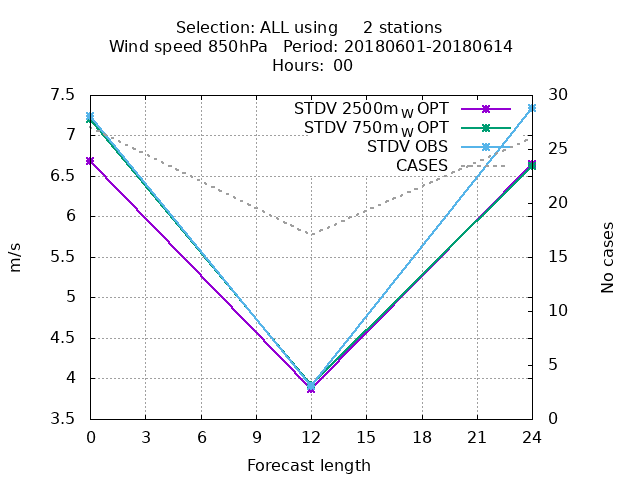 Selection: ALL using     2 stations
Wind speed 850hPa   Period: 20180601-20180614
Hours:  00
STDV 2500m_W OPT
STDV 750m_W OPT
STDV OBS
CASES
7.5
7
6.5
6
5.5
5
4.5
4
3.5
m/s
30
25
20
15
10
5
0
No cases
0 3 6 9 12 15 18 21 24
Forecast length